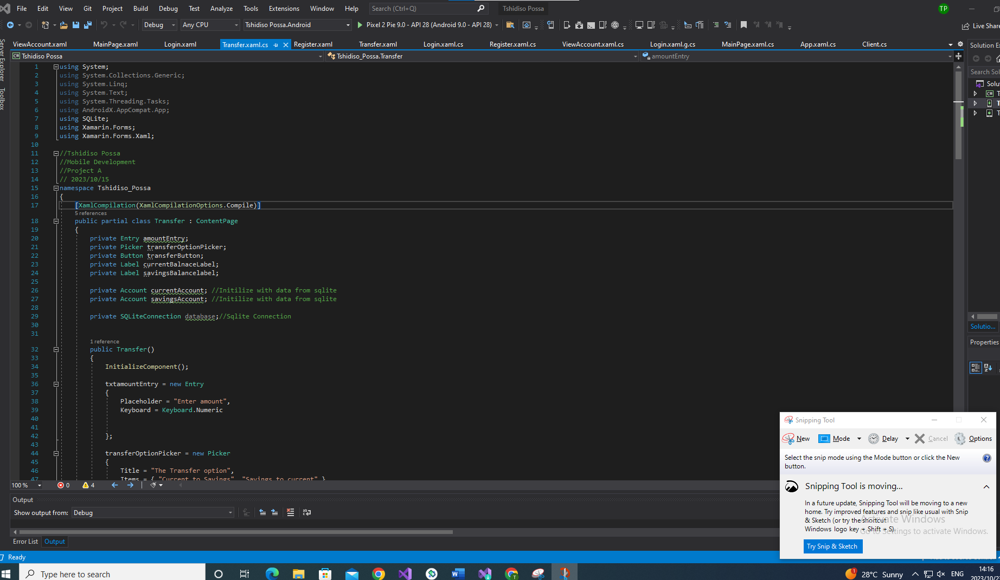 File Edit View Git Project Build Debug Test Analyze Tools Extensions Window Help Search (Ctrl+Q) Tshidiso Possa TP
Debug Any CPU Tshidiso Possa.Android Pixel 2 Pie 9.0 - API 28 (Android 9.0 - API 28) Live Share
ViewAccount.xaml MainPage.xaml Login.xaml Transfer.xaml.cs Register.xaml Transfer.xaml Login.xaml.cs Register.xaml.cs ViewAccount.xaml.cs Login.xaml.g.cs MainPage.xaml.cs App.xaml.cs Client.cs
Server Explorer
Toolbox
C# Tshidiso Possa Tshidiso_Possa.Transfer amountEntry
1 using System;
2 using System.Collections.Generic;
3 using System.Linq;
4 using System.Text;
5 using System.Threading.Tasks;
6 using AndroidX.AppCompat.App;
7 using SQLite;
8 using Xamarin.Forms;
9 using Xamarin.Forms.Xaml;
10
11 //Tshidiso Possa
12 //Mobile Development
13 //Project A
14 // 2023/10/15
15 namespace Tshidiso_Possa
16 {
17 [XamlCompilation(XamlCompilationOptions.Compile)]
5 references
18 public partial class Transfer : ContentPage
19 {
20 private Entry amountEntry;
21 private Picker transferOptionPicker;
22 private Button transferButton;
23 private Label currentBalnaceLabel;
24 private Label savingsBalancelabel;
25
26 private Account currentAccount; //Initilize with data from sqlite
27 private Account savingsAccount; //Initilize with data from sqlite
28
29 private SQLiteConnection database;//Sqlite Connection
30
31
1 reference
32 public Transfer()
33 {
34 InitializeComponent();
35
36 txtamountEntry = new Entry
37 {
38 Placeholder = "Enter amount",
39 Keyboard = Keyboard.Numeric
40
41
42 };
43
44 transferOptionPicker = new Picker
45 {
46 Title = "The Transfer option",
47 Items = { "Current to Savings", "Savings to current" }
100 % 0 4
Output
Show output from: Debug
Error List Output
Ready
Solution E
Search Sol
Solu
C# T
T
T
Solutio...
Properties
Snipping Tool
New Mode Delay Cancel Options
Select the snip mode using the Mode button or click the New
button.
Snipping Tool is moving...
In a future update, Snipping Tool will be moving to a new
home. Try improved features and snip like usual with Snip
& Sketch (or try the shortcut
Windows logo key + Shift + S).
Try Snip & Sketch
Activate Windows
Go to Settings to activate Windows.
Type here to search
1 28°C Sunny ENG 14:16
2023/10/2